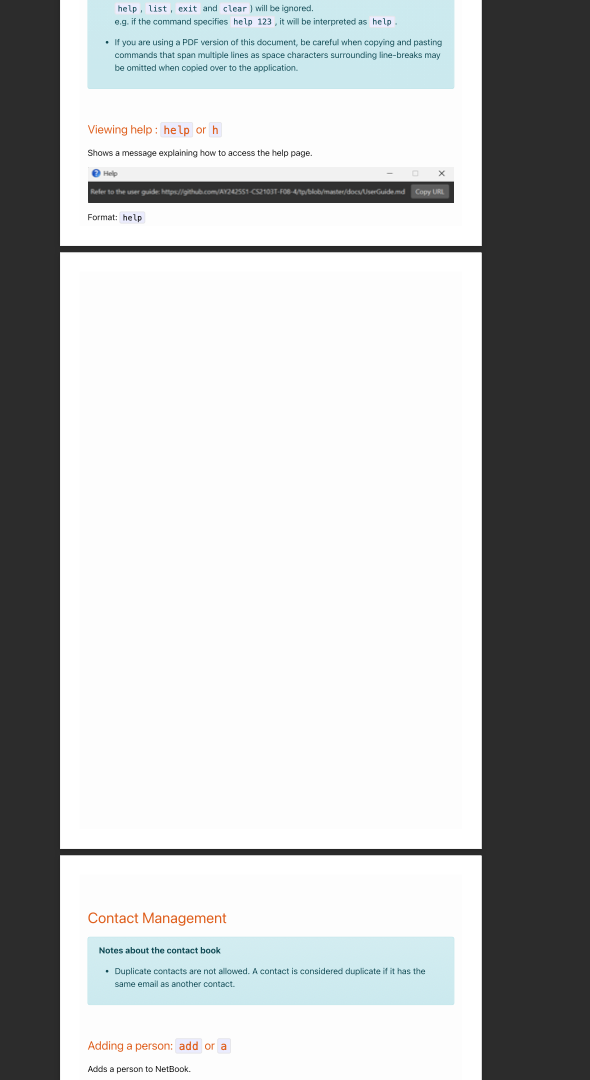 help , list , exit and clear ) will be ignored.
e.g. if the command specifies help 123 , it will be interpreted as help .
• If you are using a PDF version of this document, be careful when copying and pasting
commands that span multiple lines as space characters surrounding line-breaks may
be omitted when copied over to the application.
Viewing help : help or h
Shows a message explaining how to access the help page.
Help
Refer to the user guide: https://github.com/AY2425S1-CS2103T-F08-4/tp/blob/master/docs/UserGuide.md Copy URL
Format: help
Contact Management
Notes about the contact book
• Duplicate contacts are not allowed. A contact is considered duplicate if it has the
same email as another contact.
Adding a person: add or a
Adds a person to NetBook.